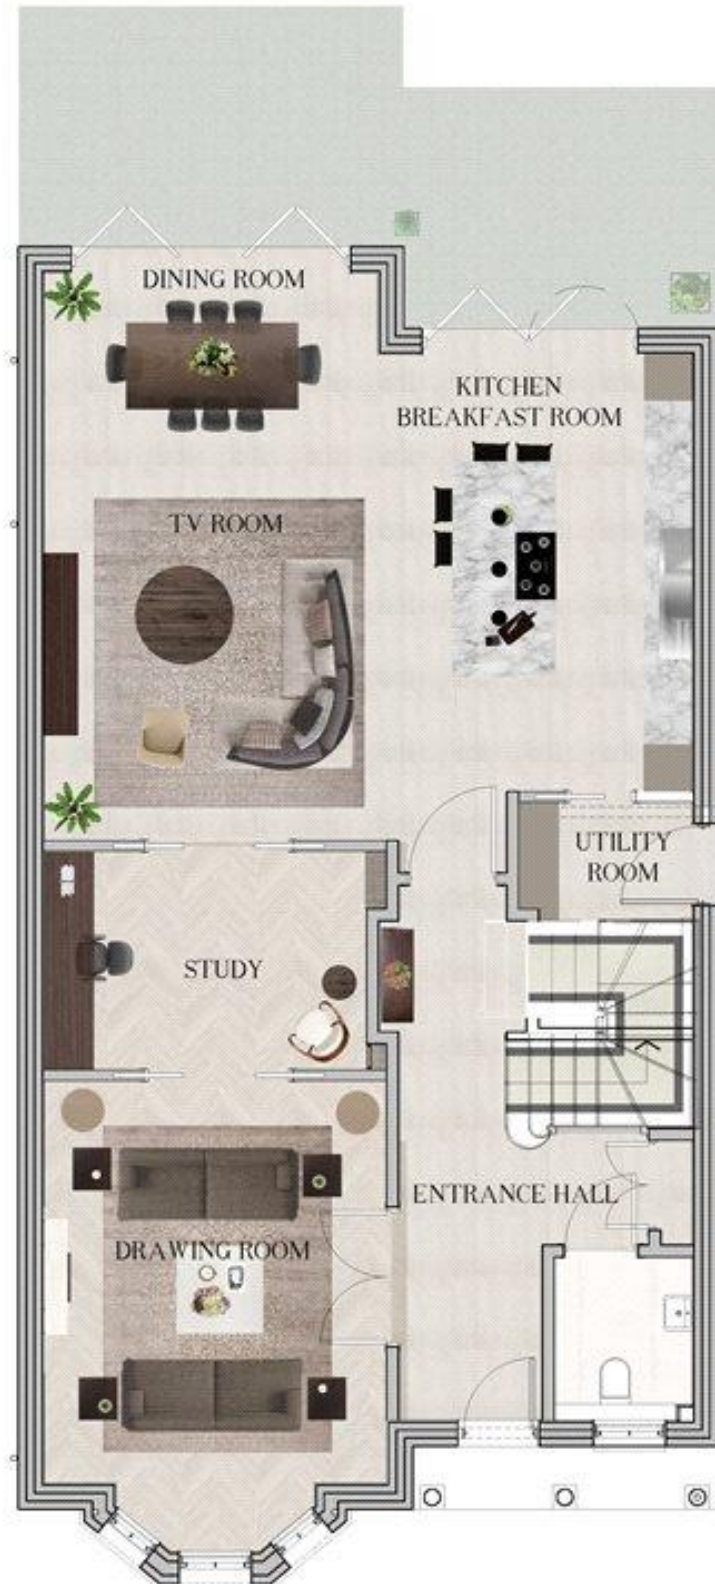 DINING ROOM
KITCHEN
BREAKFAST ROOM
TV ROOM
UTILITY
ROOM
STUDY
ENTRANCE HALL
DRAWING ROOM